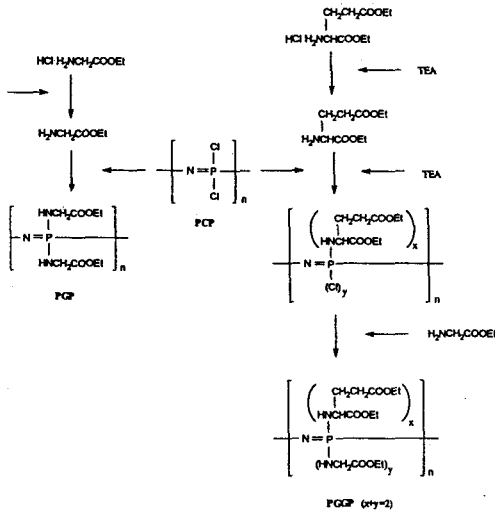 CH₂CH₂COOEt
HCl·H₂NCHCOOEt
TEA
HCl·H₂NCH₂COOEt
CH₂CH₂COOEt
H₂NCHCOOEt
H₂NCH₂COOEt
TEA
Cl
N=P
Cl
n
PCP
HNCH₂COOEt
N=P
HNCH₂COOEt
n
PGP
CH₂CH₂COOEt
HNCHCOOEt
x
N=P
(Cl)y
n
H₂NCH₂COOEt
CH₂CH₂COOEt
HNCHCOOEt
x
N=P
(HNCH₂COOEt)y
n
PGGP (x+y=2)